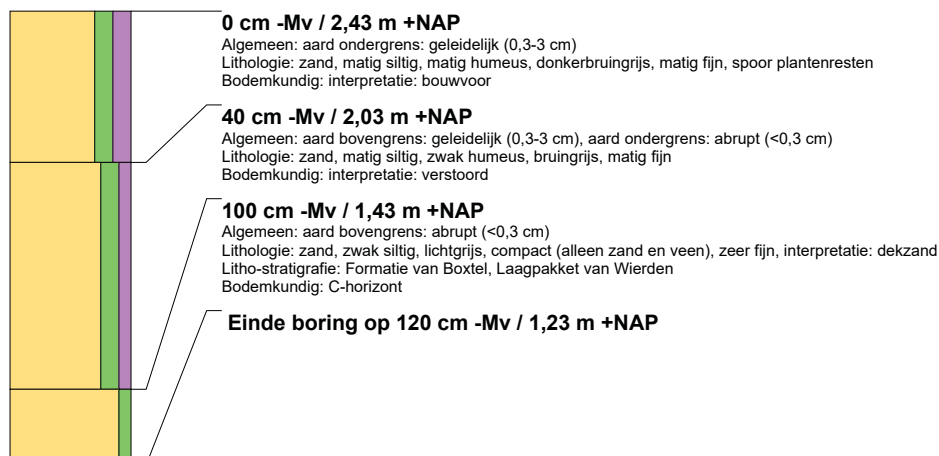 0 cm -Mv / 2,43 m +NAP
Algemeen: aard ondergrens: geleidelijk (0,3-3 cm)
Lithologie: zand, matig siltig, matig humeus, donkerbruingrijs, matig fijn, spoor plantenresten
Bodemkundig: interpretatie: bouwvoor
40 cm -Mv / 2,03 m +NAP
Algemeen: aard bovengrens: geleidelijk (0,3-3 cm), aard ondergrens: abrupt (<0,3 cm)
Lithologie: zand, matig siltig, zwak humeus, bruingrijs, matig fijn
Bodemkundig: interpretatie: verstoord
100 cm -Mv / 1,43 m +NAP
Algemeen: aard bovengrens: abrupt (<0,3 cm)
Lithologie: zand, zwak siltig, lichtgrijs, compact (alleen zand en veen), zeer fijn, interpretatie: dekzand
Litho-stratigrafie: Formatie van Boxtel, Laagpakket van Wierden
Bodemkundig: C-horizont
Einde boring op 120 cm -Mv / 1,23 m +NAP